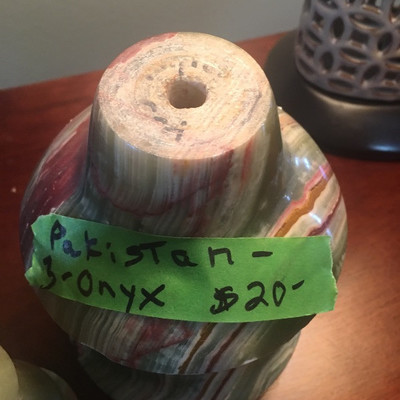 Pakistan -
3-Onyx $20-